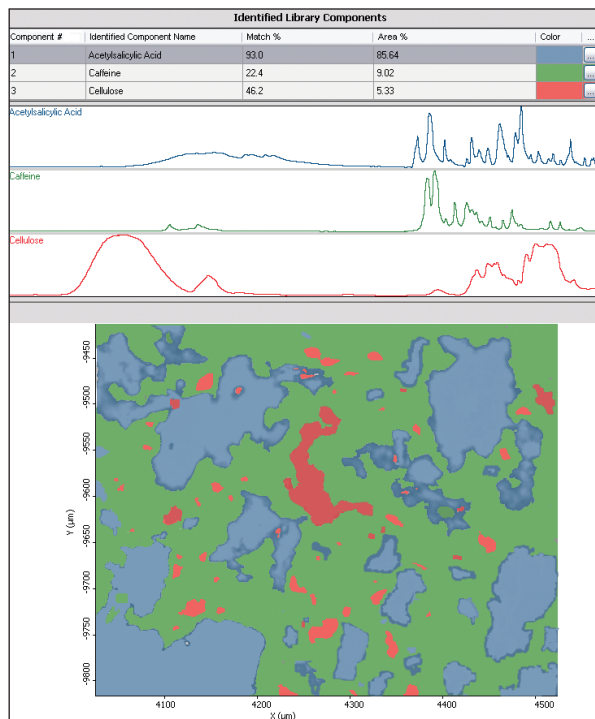 Identified Library Components
Component # Identified Component Name Match % Area % Color ...
1 Acetylsalicylic Acid 93.0 85.64 ...
2 Caffeine 22.4 9.02 ...
3 Cellulose 46.2 5.33 ...
Acetylsalicylic Acid
Caffeine
Cellulose
-9450
-9500
-9550
-9600
-9650
-9700
-9750
-9800
Y (µm)
4100 4200 4300 4400 4500
X (µm)